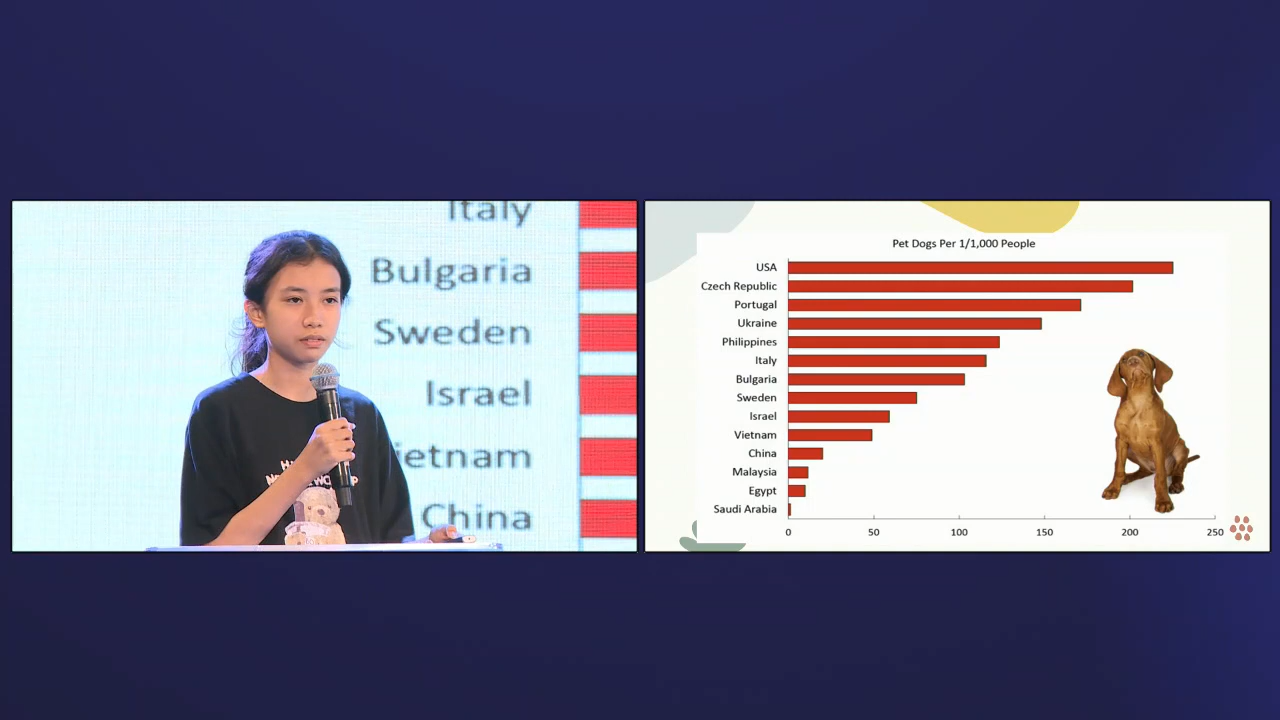 Italy
Bulgaria
Sweden
Israel
ietnam
China
Pet Dogs Per 1/1,000 People
USA
Czech Republic
Portugal
Ukraine
Philippines
Italy
Bulgaria
Sweden
Israel
Vietnam
China
Malaysia
Egypt
Saudi Arabia
0 50 100 150 200 250